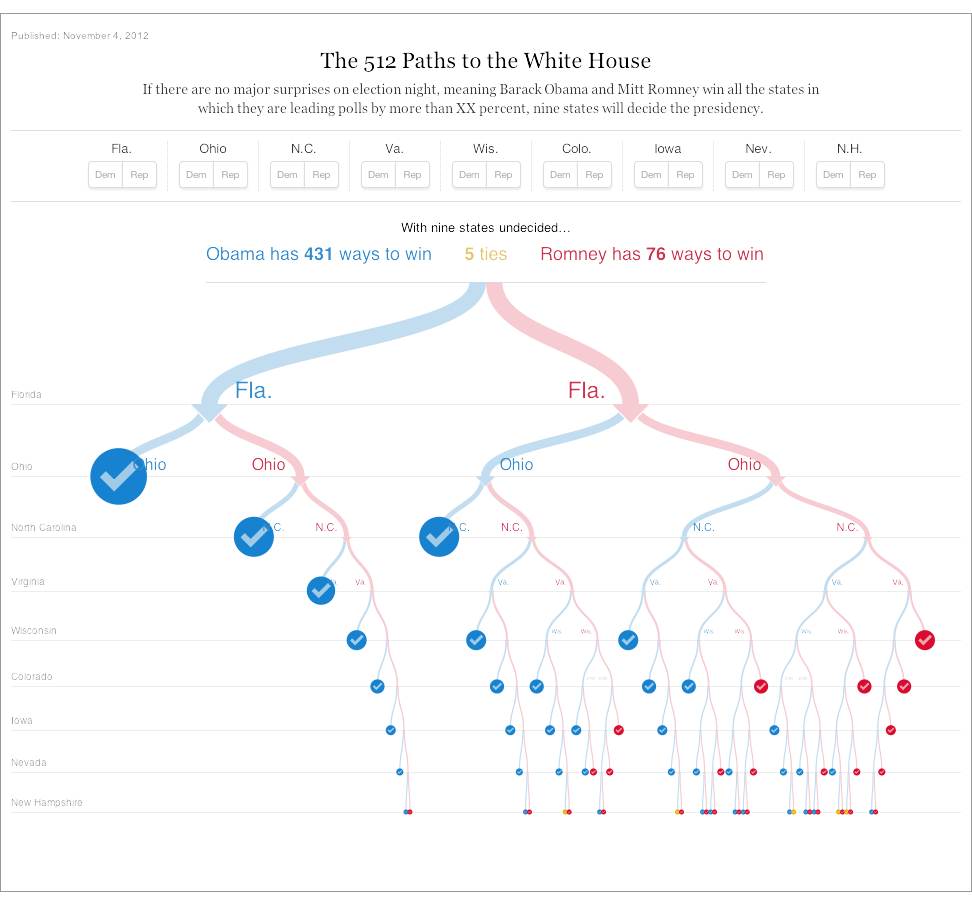 Published: November 4, 2012
The 512 Paths to the White House
If there are no major surprises on election night, meaning Barack Obama and Mitt Romney win all the states in
which they are leading polls by more than XX percent, nine states will decide the presidency.
Fla. Ohio N.C. Va. Wis. Colo. Iowa Nev. N.H.
Dem Rep Dem Rep Dem Rep Dem Rep Dem Rep Dem Rep Dem Rep Dem Rep Dem Rep
With nine states undecided...
Obama has 431 ways to win 5 ties Romney has 76 ways to win
Florida Fla. Fla.
Ohio Ohio Ohio Ohio Ohio
North Carolina N.C. N.C. N.C. N.C.
Virginia Va. Va. Va. Va. Va. Va. Va.
Wisconsin Wis. Wis. Wis. Wis. Wis. Wis.
Colorado
Iowa
Nevada
New Hampshire